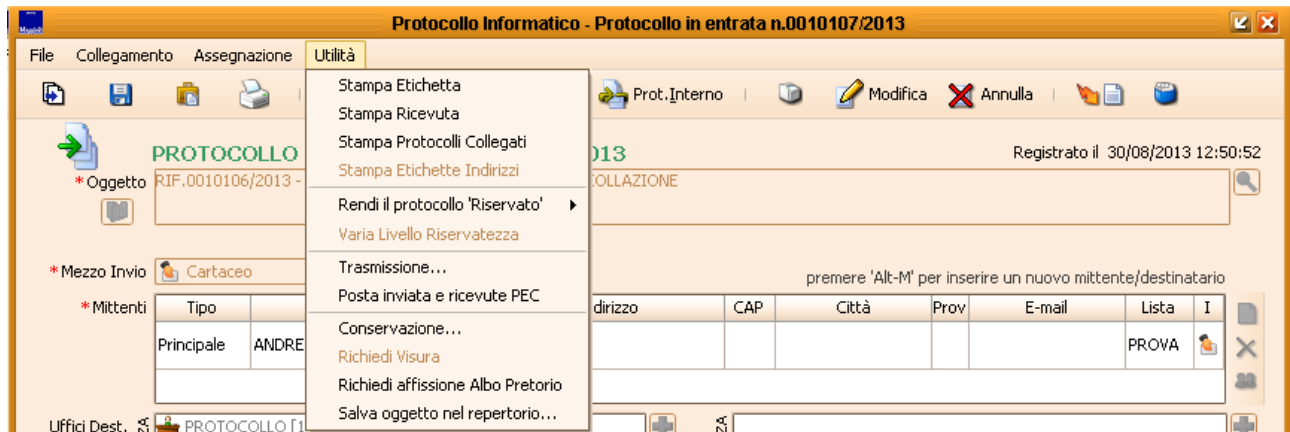 Protocollo Informatico - Protocollo in entrata n.0010107/2013
File Collegamento Assegnazione Utilità
Stampa Etichetta
Stampa Ricevuta
Stampa Protocolli Collegati
Stampa Etichette Indirizzi
Rendi il protocollo 'Riservato'
Varia Livello Riservatezza
Trasmissione...
Posta inviata e ricevute PEC
Conservazione...
Richiedi Visura
Richiedi affissione Albo Pretorio
Salva oggetto nel repertorio...
Prot.Interno Modifica Annulla
PROTOCOLLO 013 Registrato il 30/08/2013 12:50:52
*Oggetto RIF.0010106/2013 - COLLAZIONE
*Mezzo Invio Cartaceo
premere 'Alt-M' per inserire un nuovo mittente/destinatario
*Mittenti Tipo dirizzo CAP Città Prov E-mail Lista I
Principale ANDRE PROVA
Uffici Dest. ZA PROTOCOLLO [1 ZA